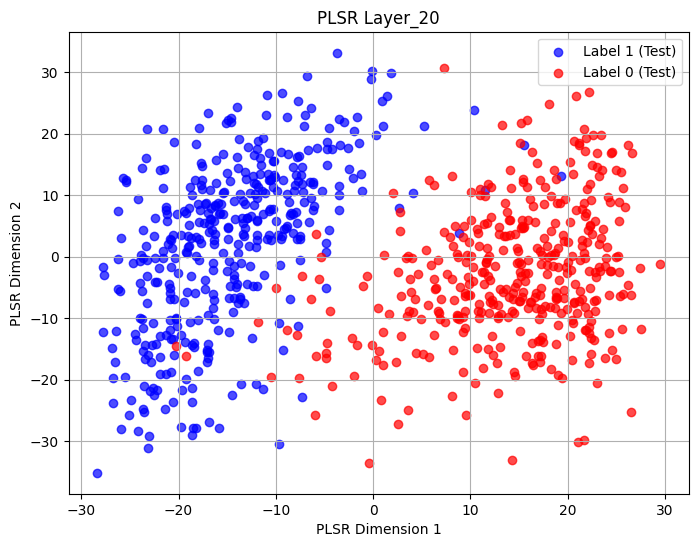 PLSR Layer_20
Label 1 (Test)
Label 0 (Test)
PLSR Dimension 2
30
20
10
0
−10
−20
−30
−30
−20
−10
0
10
20
30
PLSR Dimension 1